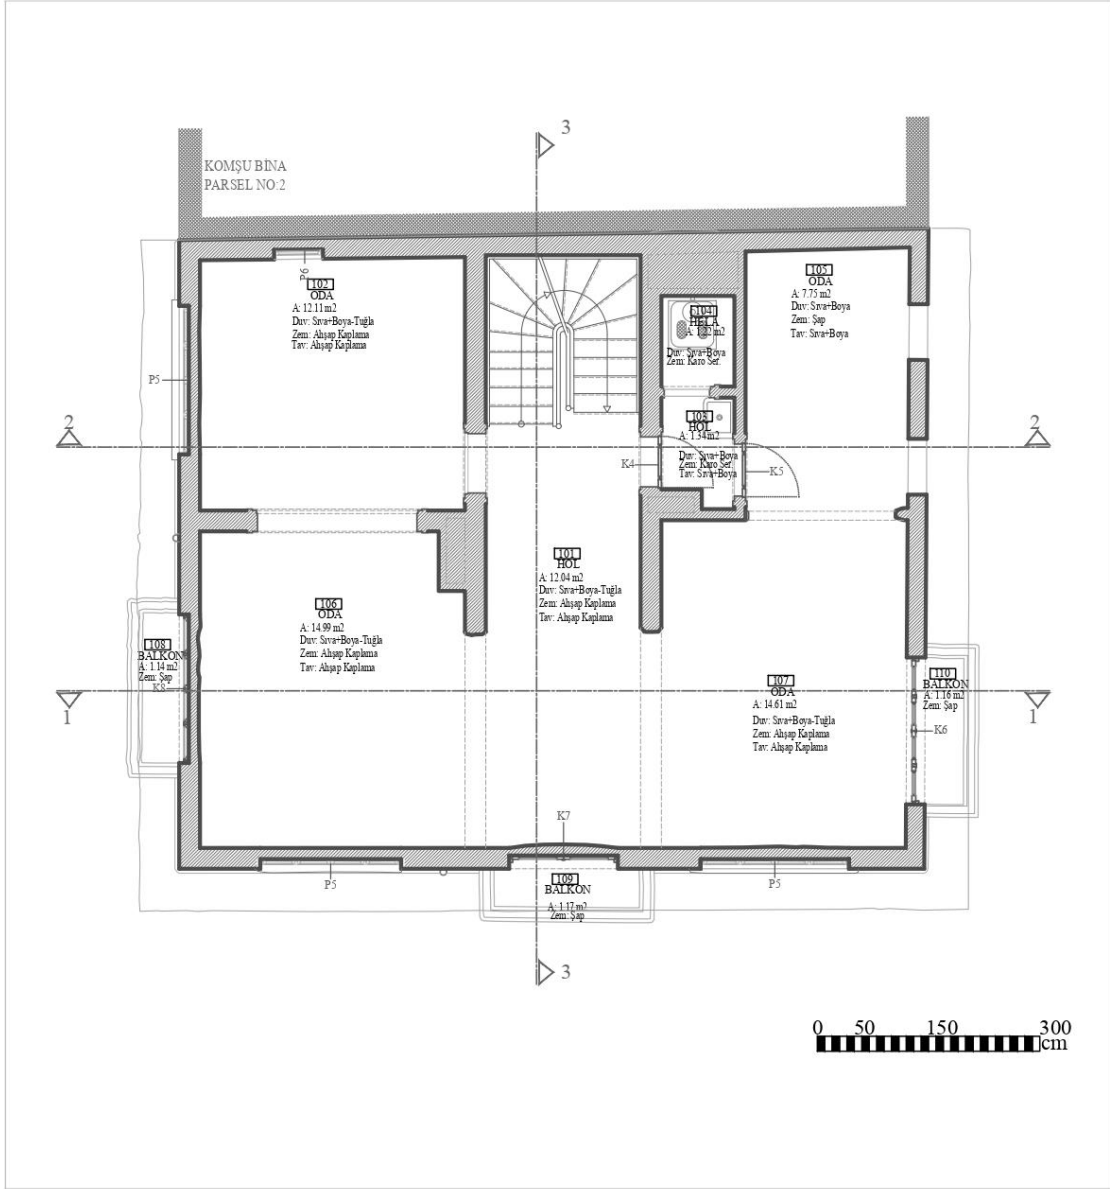 3
KOMŞU BİNA
PARSEL NO:2
P6
102
ODA
A: 12.11 m2
Duv: Sıva+Boya-Tuğla
Zem: Ahşap Kaplama
Tav: Ahşap Kaplama
105
ODA
A: 7.75 m2
Duv: Sıva+Boya
Zem: Şap
Tav: Sıva+Boya
104
HELA
A: 1.22 m2
Duv: Sıva+Boya
Zem: Karo Ser.
P5
103
HOL
A: 1.34 m2
Duv: Sıva+Boya
Zem: Karo Ser.
Tav: Sıva+Boya
2
2
K4
K5
101
HOL
A: 12.04 m2
Duv: Sıva+Boya-Tuğla
Zem: Ahşap Kaplama
Tav: Ahşap Kaplama
106
ODA
A: 14.99 m2
Duv: Sıva+Boya-Tuğla
Zem: Ahşap Kaplama
Tav: Ahşap Kaplama
108
BALKON
A: 1.14 m2
Zem: Şap
K8
107
ODA
A: 14.61 m2
Duv: Sıva+Boya-Tuğla
Zem: Ahşap Kaplama
Tav: Ahşap Kaplama
110
BALKON
A: 1.16 m2
Zem: Şap
K6
1
1
K7
P5
109
BALKON
A: 1.17 m2
Zem: Şap
P5
3
0 50 150 300
cm